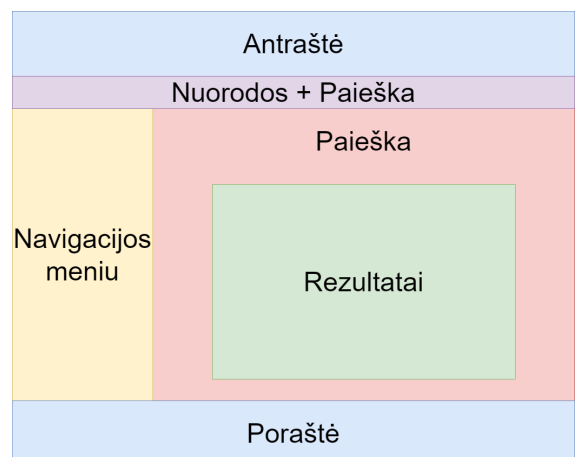 Antraštė
Nuorodos + Paieška
Paieška
Navigacijos
meniu
Rezultatai
Poraštė